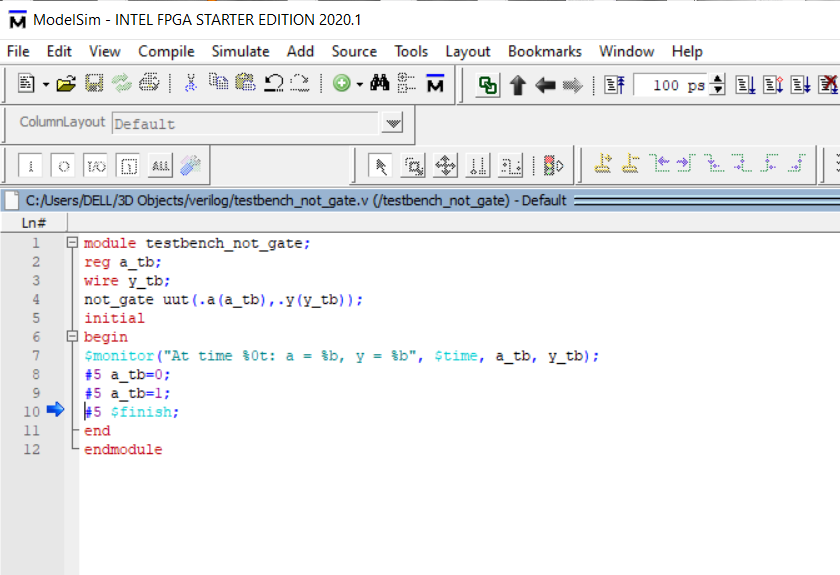 ModelSim - INTEL FPGA STARTER EDITION 2020.1
File Edit View Compile Simulate Add Source Tools Layout Bookmarks Window Help
100 ps
ColumnLayout Default
I/O ALL
C:/Users/DELL/3D Objects/verilog/testbench_not_gate.v (/testbench_not_gate) - Default
Ln#
1 module testbench_not_gate;
2 reg a_tb;
3 wire y_tb;
4 not_gate uut(.a(a_tb),.y(y_tb));
5 initial
6 begin
7 $monitor("At time %0t: a = %b, y = %b", $time, a_tb, y_tb);
8 #5 a_tb=0;
9 #5 a_tb=1;
10 #5 $finish;
11 end
12 endmodule